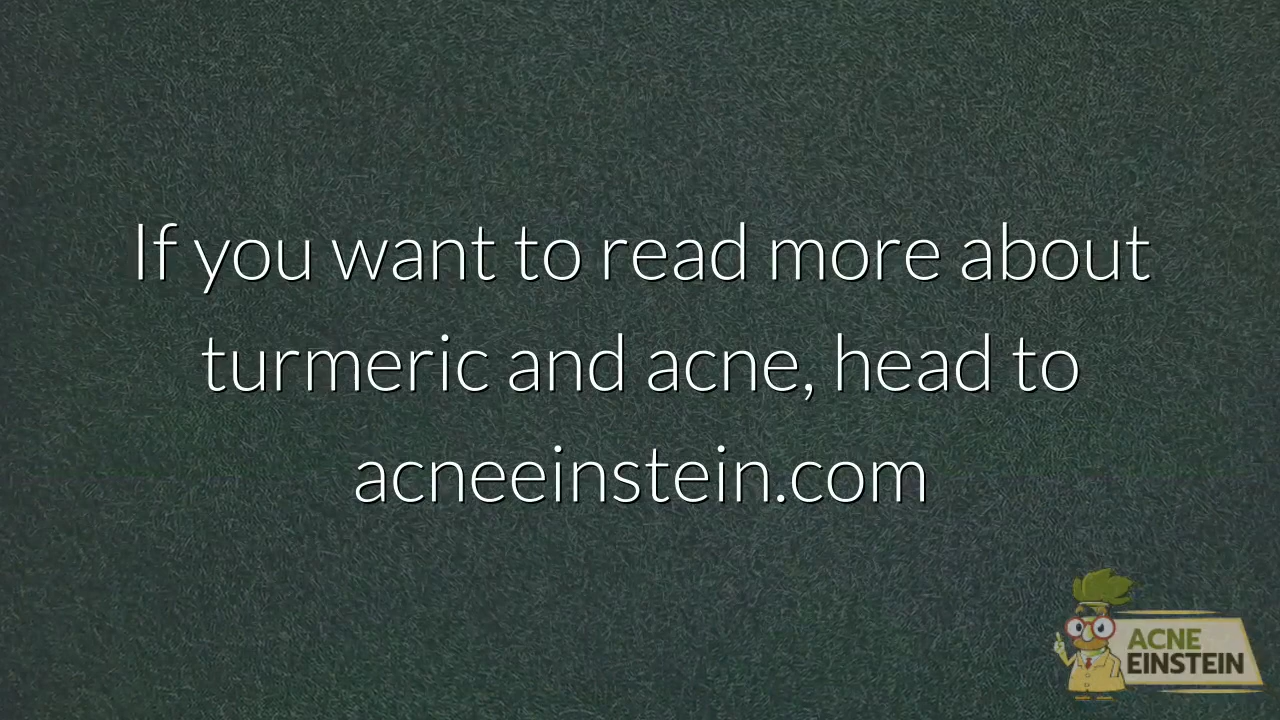 If you want to read more about
turmeric and acne, head to
acneeinstein.com
ACNE
EINSTEIN